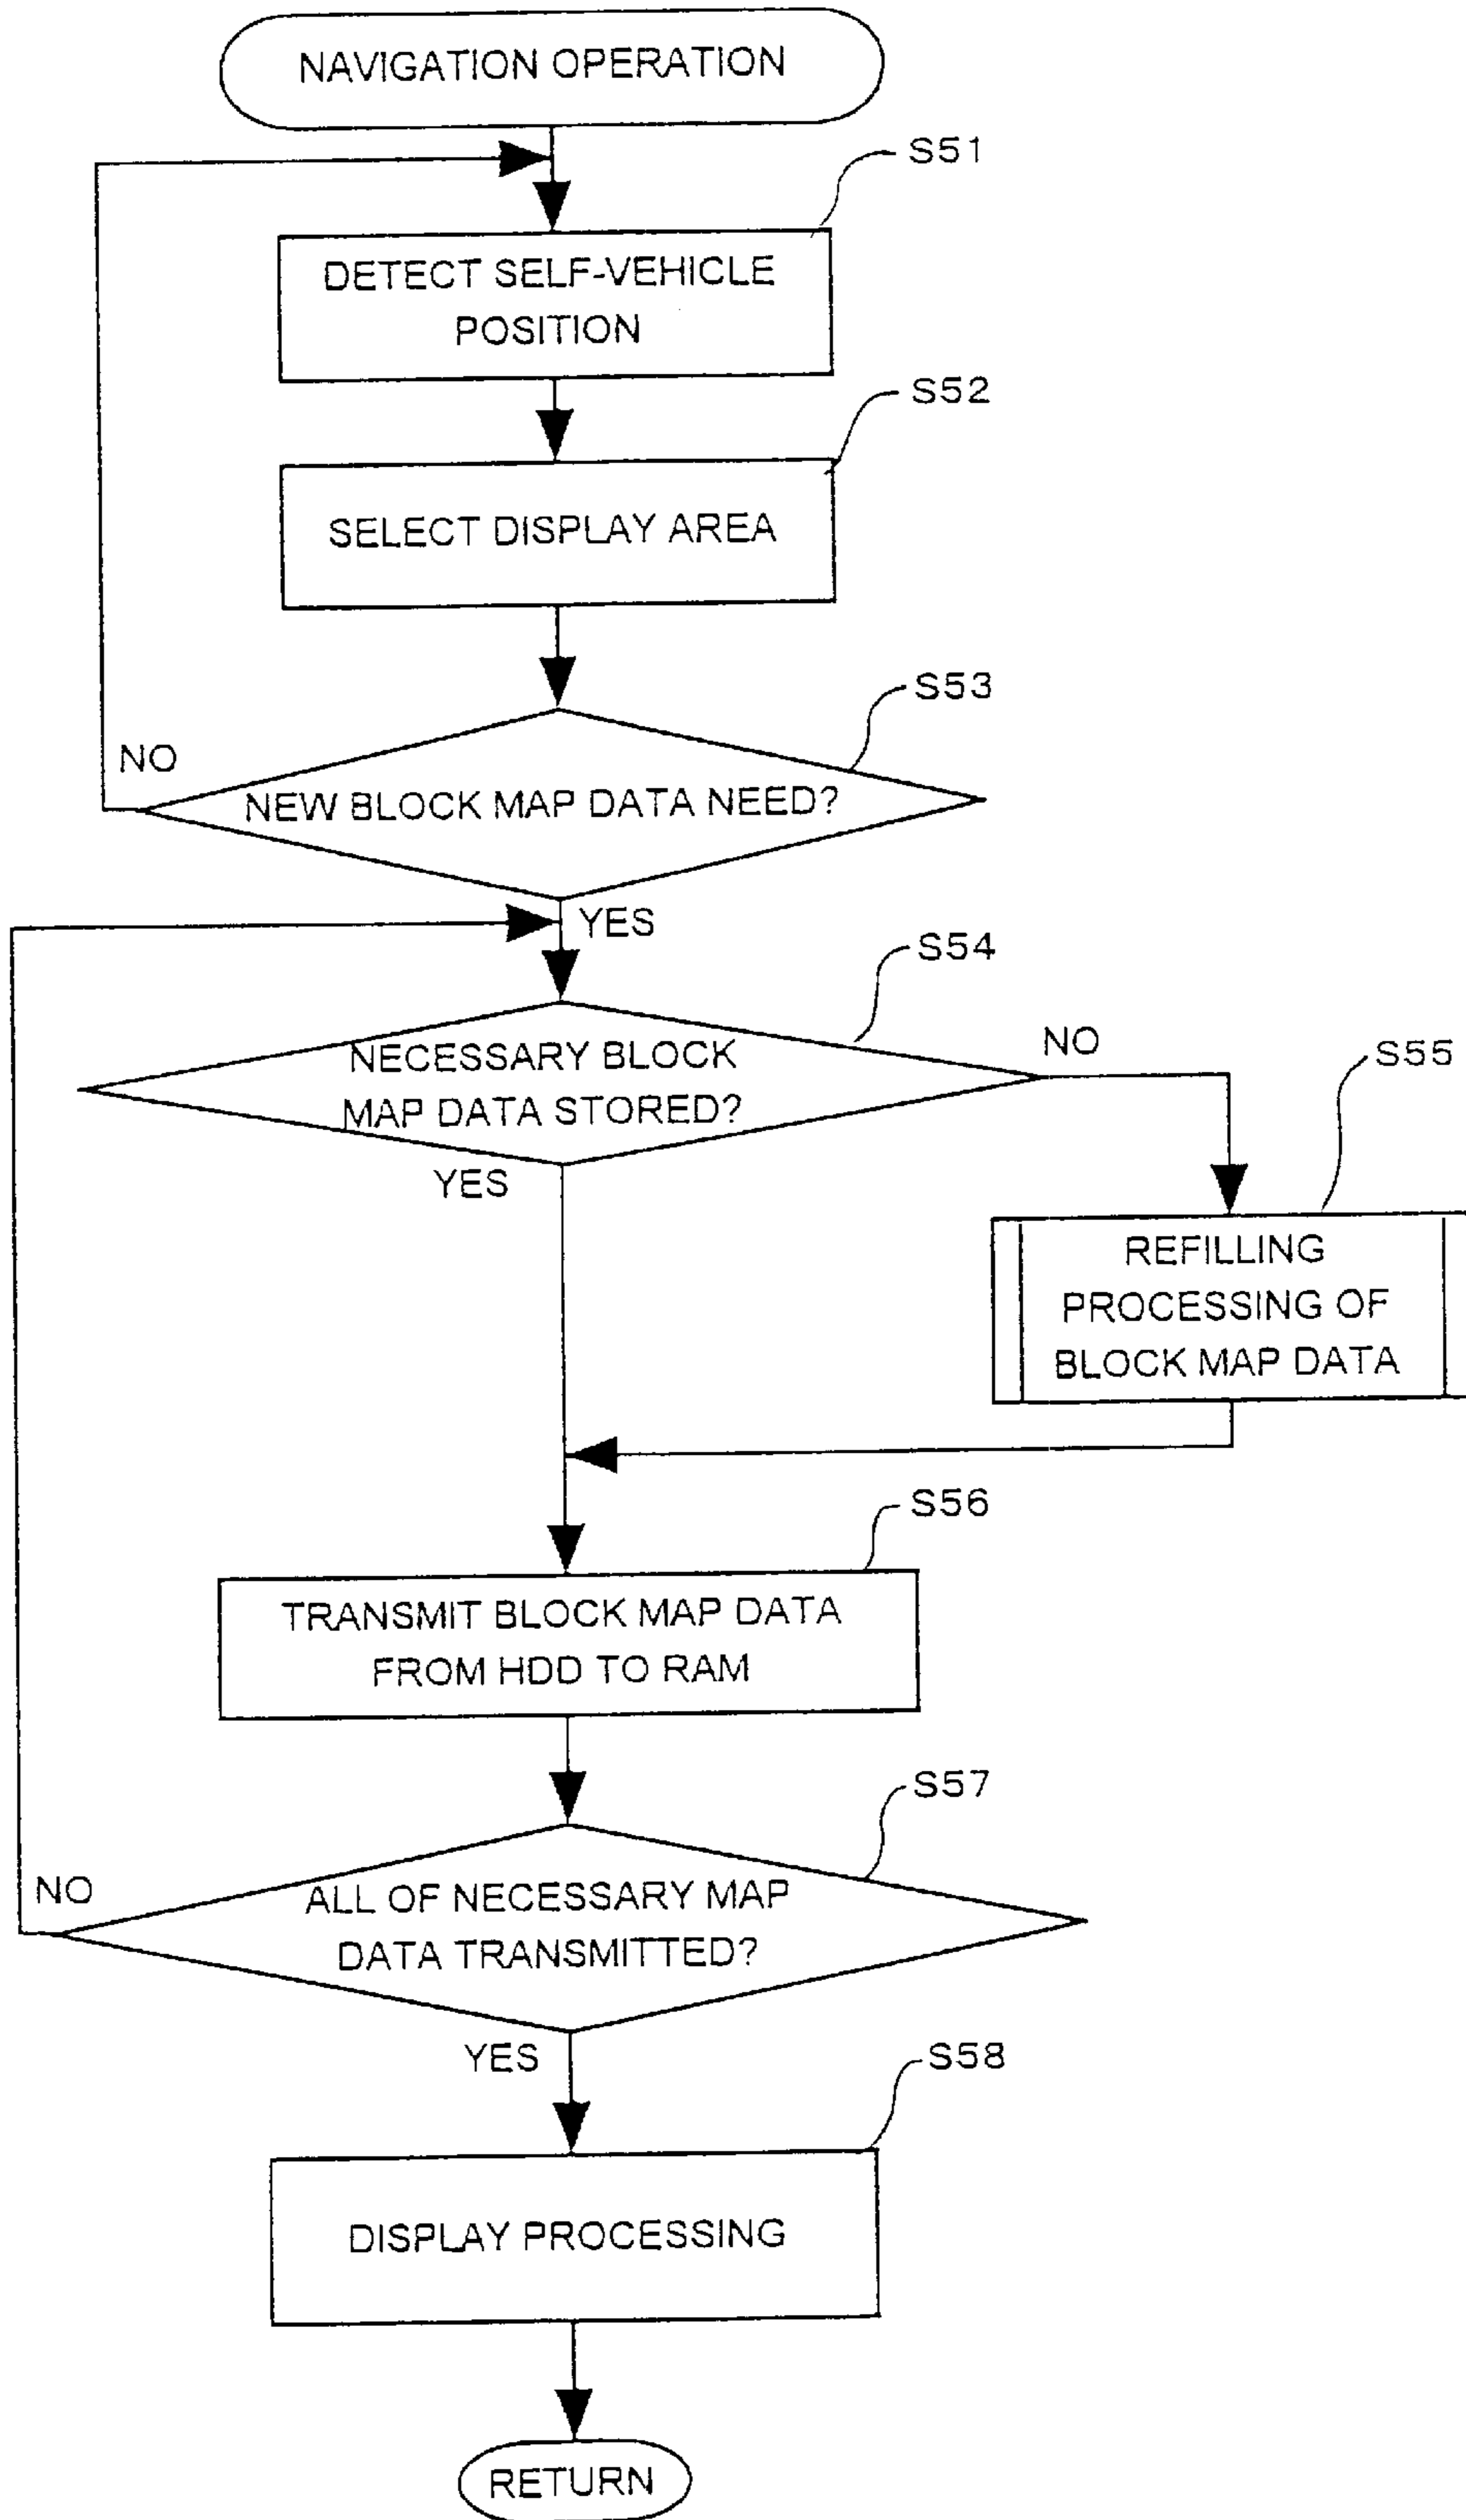 NAVIGATION OPERATION
S51
DETECT SELF-VEHICLE
POSITION
S52
SELECT DISPLAY AREA
S53
NO
NEW BLOCK MAP DATA NEED?
YES
S54
NECESSARY BLOCK
MAP DATA STORED?
NO
YES
S55
REFILLING
PROCESSING OF
BLOCK MAP DATA
S56
TRANSMIT BLOCK MAP DATA
FROM HDD TO RAM
S57
NO
ALL OF NECESSARY MAP
DATA TRANSMITTED?
YES
S58
DISPLAY PROCESSING
RETURN